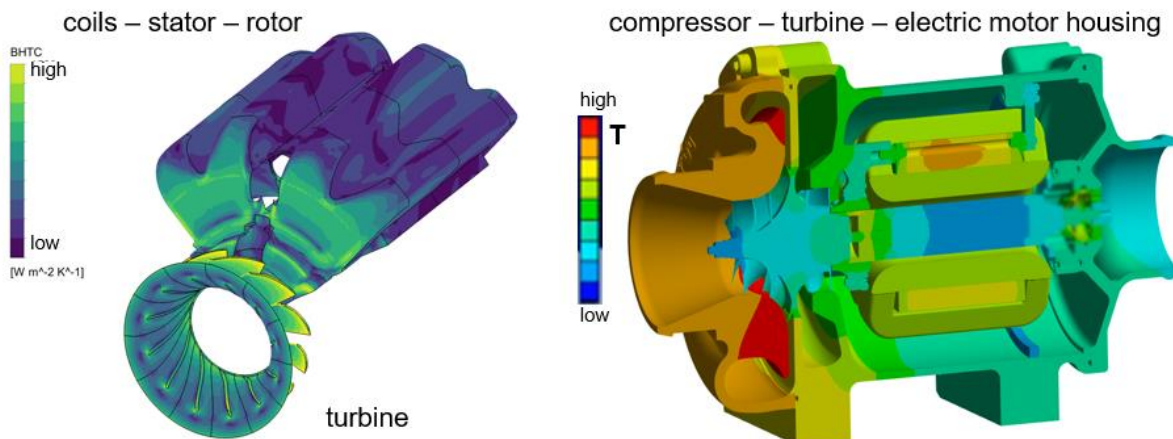 coils – stator – rotor
BHTC
high
low
[W m^-2 K^-1]
turbine
compressor – turbine – electric motor housing
high
T
low